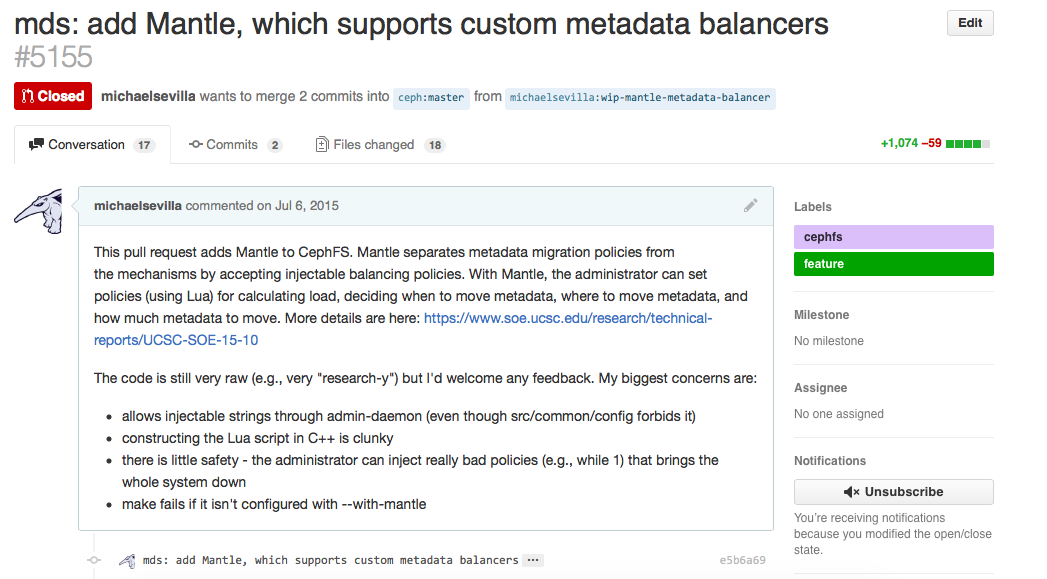 mds: add Mantle, which supports custom metadata balancers
#5155
Edit
Closed michaelsevilla wants to merge 2 commits into ceph:master from michaelsevilla:wip-mantle-metadata-balancer
Conversation 17 Commits 2 Files changed 18 +1,074 −59
michaelsevilla commented on Jul 6, 2015
This pull request adds Mantle to CephFS. Mantle separates metadata migration policies from
the mechanisms by accepting injectable balancing policies. With Mantle, the administrator can set
policies (using Lua) for calculating load, deciding when to move metadata, where to move metadata, and
how much metadata to move. More details are here: https://www.soe.ucsc.edu/research/technical-
reports/UCSC-SOE-15-10
The code is still very raw (e.g., very "research-y") but I'd welcome any feedback. My biggest concerns are:
• allows injectable strings through admin-daemon (even though src/common/config forbids it)
• constructing the Lua script in C++ is clunky
• there is little safety - the administrator can inject really bad policies (e.g., while 1) that brings the
whole system down
• make fails if it isn't configured with --with-mantle
mds: add Mantle, which supports custom metadata balancers ... e5b6a69
Labels
cephfs
feature
Milestone
No milestone
Assignee
No one assigned
Notifications
Unsubscribe
You're receiving notifications
because you modified the open/close
state.